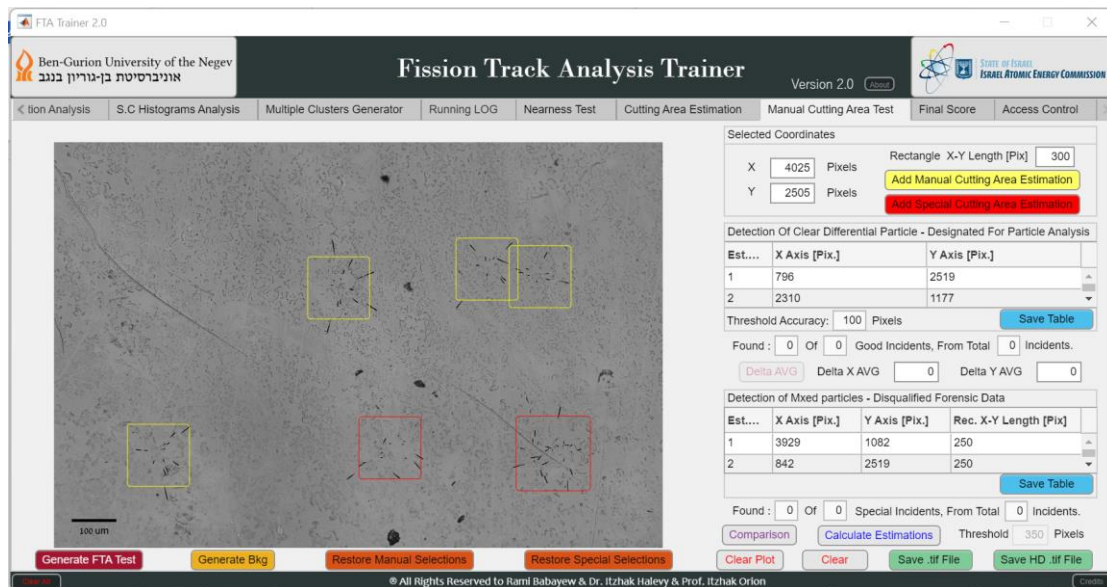 FTA Trainer 2.0
Ben-Gurion University of the Negev
אוניברסיטת בן-גוריון בנגב
Fission Track Analysis Trainer
Version 2.0 About
STATE OF ISRAEL
ISRAEL ATOMIC ENERGY COMMISSION
< tion Analysis S.C Histograms Analysis Multiple Clusters Generator Running LOG Nearness Test Cutting Area Estimation Manual Cutting Area Test Final Score Access Control
Selected Coordinates
X 4025 Pixels Rectangle X-Y Length [Pix] 300
Add Manual Cutting Area Estimation
Y 2505 Pixels
Add Special Cutting Area Estimation
Detection Of Clear Differential Particle - Designated For Particle Analysis
Est.... X Axis [Pix.] Y Axis [Pix.]
1 796 2519
2 2310 1177
Threshold Accuracy: 100 Pixels Save Table
Found : 0 Of 0 Good Incidents, From Total 0 Incidents.
Delta AVG Delta X AVG 0 Delta Y AVG 0
Detection of Mxed particles - Disqualified Forensic Data
Est.... X Axis [Pix.] Y Axis [Pix.] Rec. X-Y Length [Pix]
1 3929 1082 250
2 842 2519 250
Save Table
Found : 0 Of 0 Special Incidents, From Total 0 Incidents.
Comparison Calculate Estimations Threshold 350 Pixels
100 um
Generate FTA Test Generate Bkg Restore Manual Selections Restore Special Selections Clear Plot Clear Save .tif File Save HD .tif File
Clear All ® All Rights Reserved to Rami Babayew & Dr. Itzhak Halevy & Prof. Itzhak Orion Credits